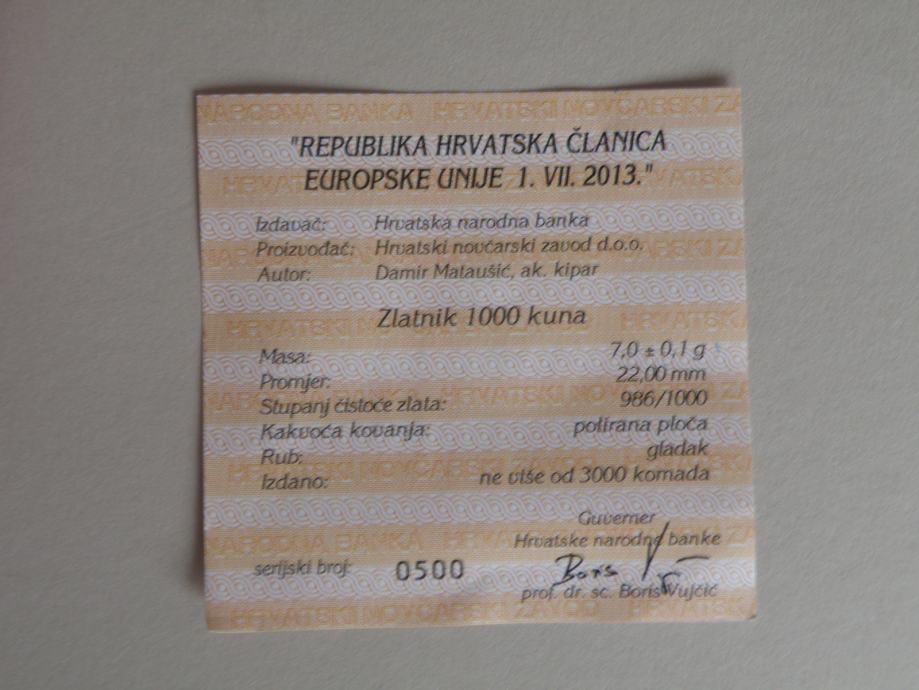 "REPUBLIKA HRVATSKA ČLANICA
EUROPSKE UNIJE 1. VII. 2013."
Izdavač: Hrvatska narodna banka
Proizvođač: Hrvatski novčarski zavod d.o.o.
Autor: Damir Mataušić, ak. kipar
Zlatnik 1000 kuna
Masa: 7,0 ± 0,1 g
Promjer: 22,00 mm
Stupanj čistoće zlata: 986/1000
Kakvoća kovanja: polirana ploča
Rub: gladak
Izdano: ne više od 3000 komada
Guverner
Hrvatske narodne banke
serijski broj: 0500
prof. dr. sc. Boris Vujčić